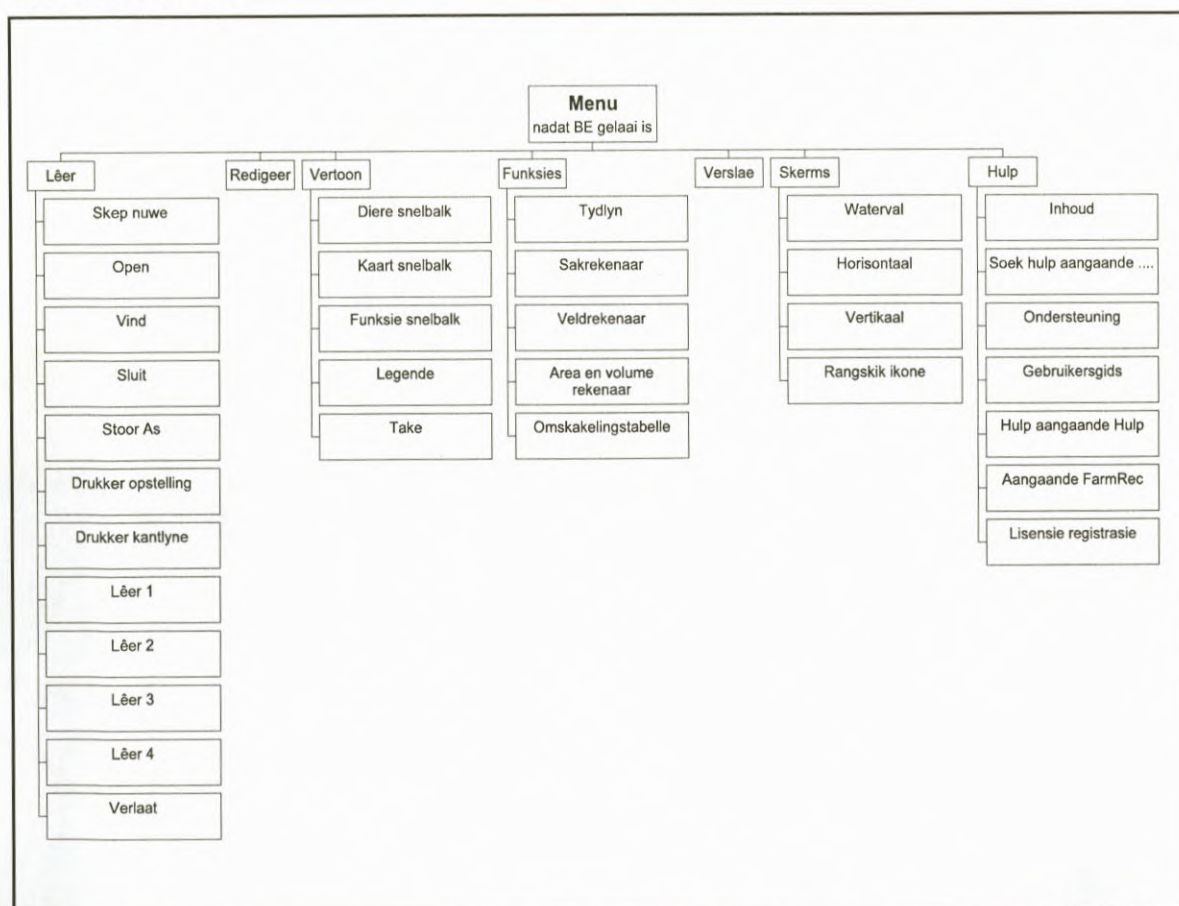 Menu
nadat BE gelaai is
Lêer
Redigeer
Vertoon
Funksies
Verslae
Skerms
Hulp
Skep nuwe
Open
Vind
Sluit
Stoor As
Drukker opstelling
Drukker kantlyne
Lêer 1
Lêer 2
Lêer 3
Lêer 4
Verlaat
Diere snelbalk
Kaart snelbalk
Funksie snelbalk
Legende
Take
Tydlyn
Sakrekenaar
Veldrekenaar
Area en volume
rekenaar
Omskakelingstabelle
Waterval
Horisontaal
Vertikaal
Rangskik ikone
Inhoud
Soek hulp aangaande ....
Ondersteuning
Gebruikersgids
Hulp aangaande Hulp
Aangaande FarmRec
Lisensie registrasie